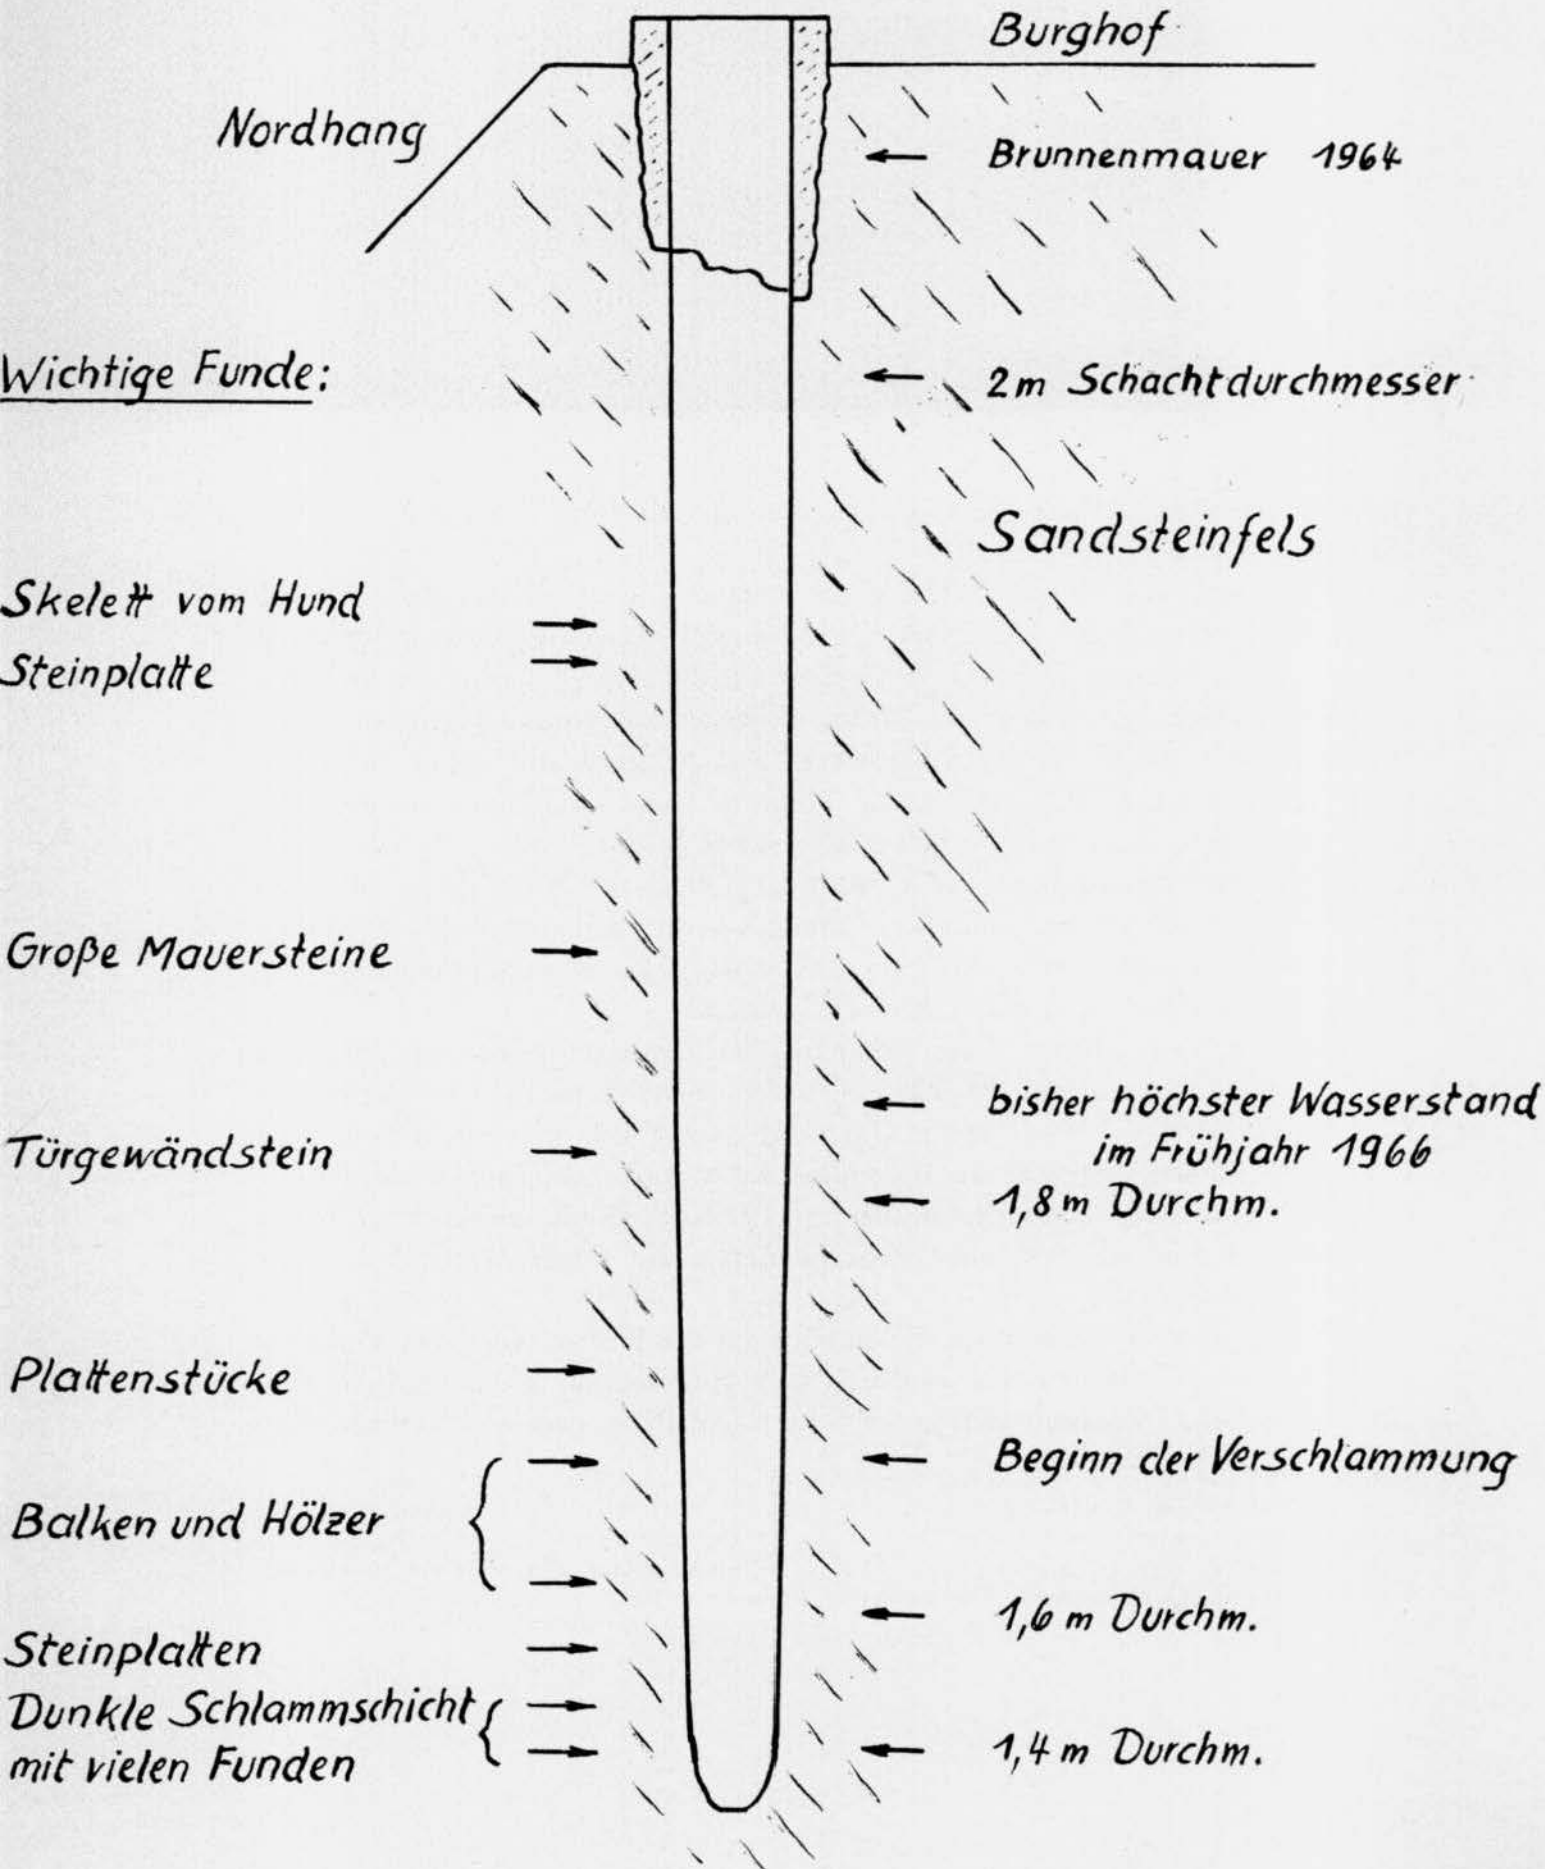 Burghof
Nordhang
Brunnenmauer 1964
Wichtige Funde:
2m Schachtdurchmesser
Sandsteinfels
Skelett vom Hund
Steinplatte
Große Mauersteine
bisher höchster Wasserstand
im Frühjahr 1966
Türgewändstein
1,8m Durchm.
Plattenstücke
Beginn der Verschlammung
Balken und Hölzer
1,6 m Durchm.
Steinplatten
Dunkle Schlammschicht
mit vielen Funden
1,4 m Durchm.